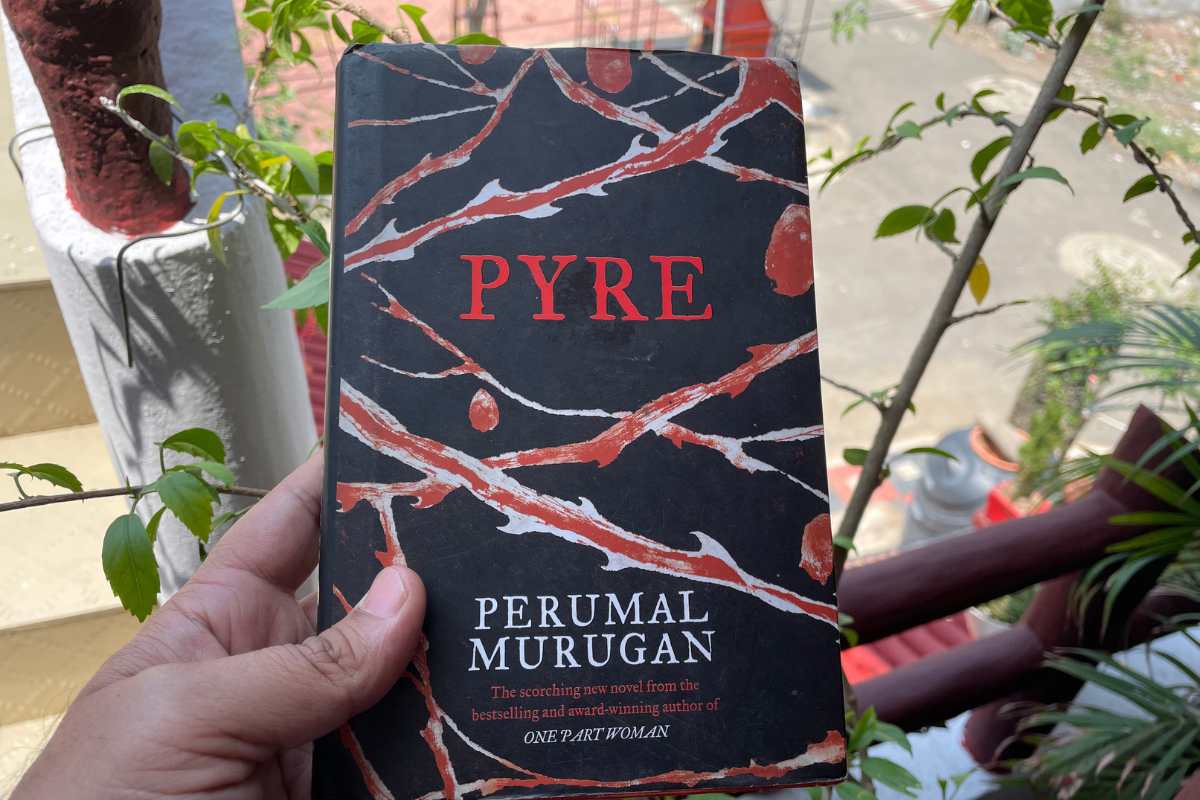 PYRE
PERUMAL
MURUGAN
The scorching new novel from the
bestselling and award-winning author of
ONE PART WOMAN